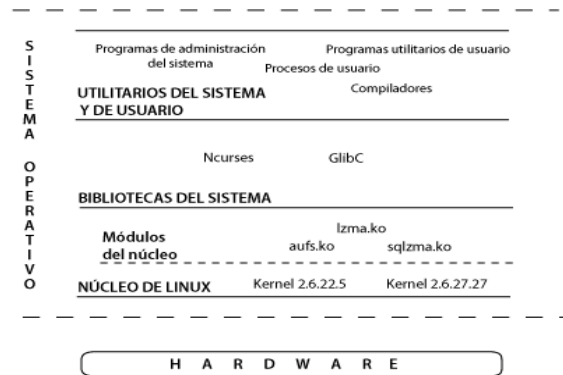 SISTEMA OPERATIVO
Programas de administración
del sistema
Programas utilitarios de usuario
Procesos de usuario
Compiladores
UTILITARIOS DEL SISTEMA
Y DE USUARIO
Ncurses GlibC
BIBLIOTECAS DEL SISTEMA
lzma.ko
Módulos
del núcleo
aufs.ko sqlzma.ko
NÚCLEO DE LINUX Kernel 2.6.22.5 Kernel 2.6.27.27
H A R D W A R E